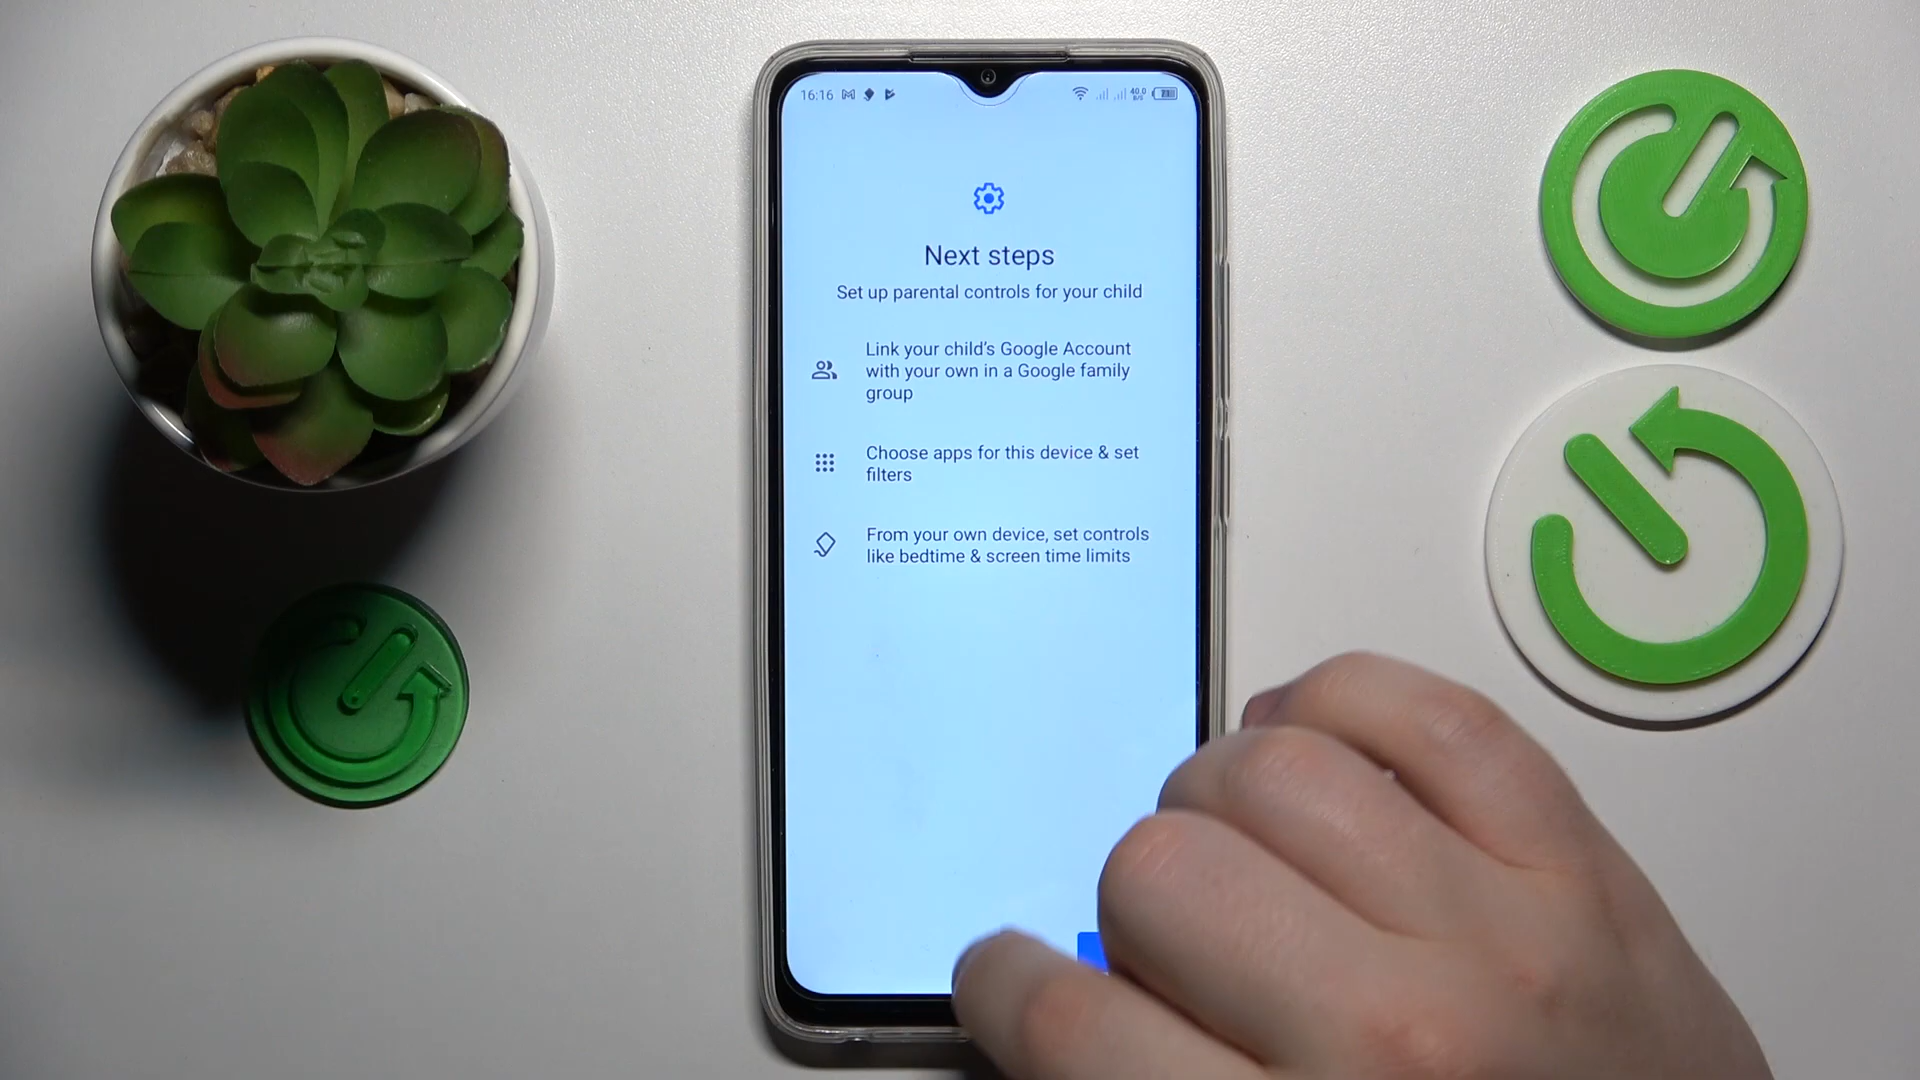 16:16
40.0
B/S
Next steps
Set up parental controls for your child
Link your child's Google Account
with your own in a Google family
group
Choose apps for this device & set
filters
From your own device, set controls
like bedtime & screen time limits